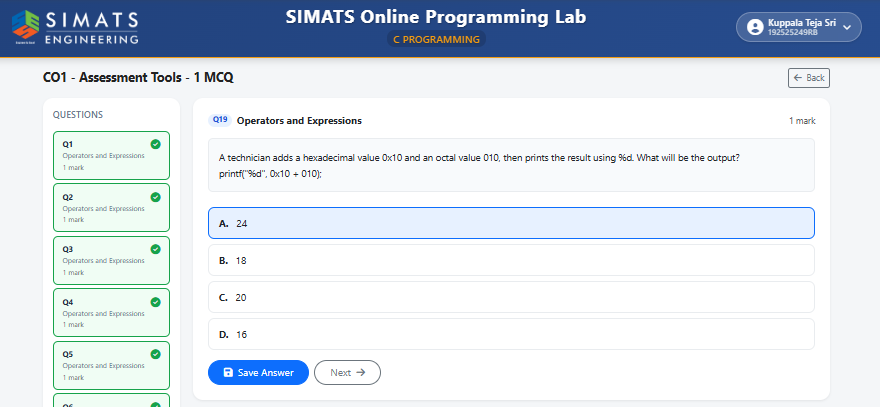 SIMATS
ENGINEERING
SIMATS Online Programming Lab
C PROGRAMMING
Kuppala Teja Sri
192525249RB
CO1 - Assessment Tools - 1 MCQ
Back
QUESTIONS
Q1
Operators and Expressions
1 mark
Q2
Operators and Expressions
1 mark
Q3
Operators and Expressions
1 mark
Q4
Operators and Expressions
1 mark
Q5
Operators and Expressions
1 mark
Q6
Q19 Operators and Expressions
1 mark
A technician adds a hexadecimal value 0x10 and an octal value 010, then prints the result using %d. What will be the output?
printf("%d", 0x10 + 010);
A. 24
B. 18
C. 20
D. 16
Save Answer
Next